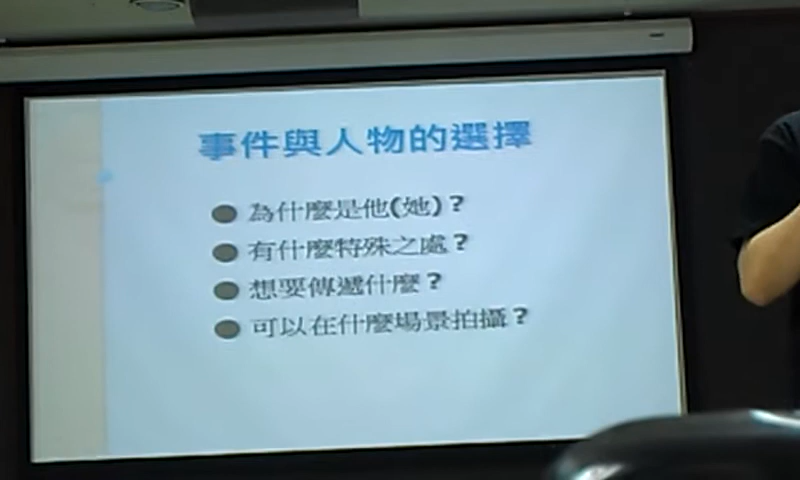 事件與人物的選擇
為什麼是他(她)？
有什麼特殊之處？
想要傳遞什麼？
可以在什麼場景拍攝？